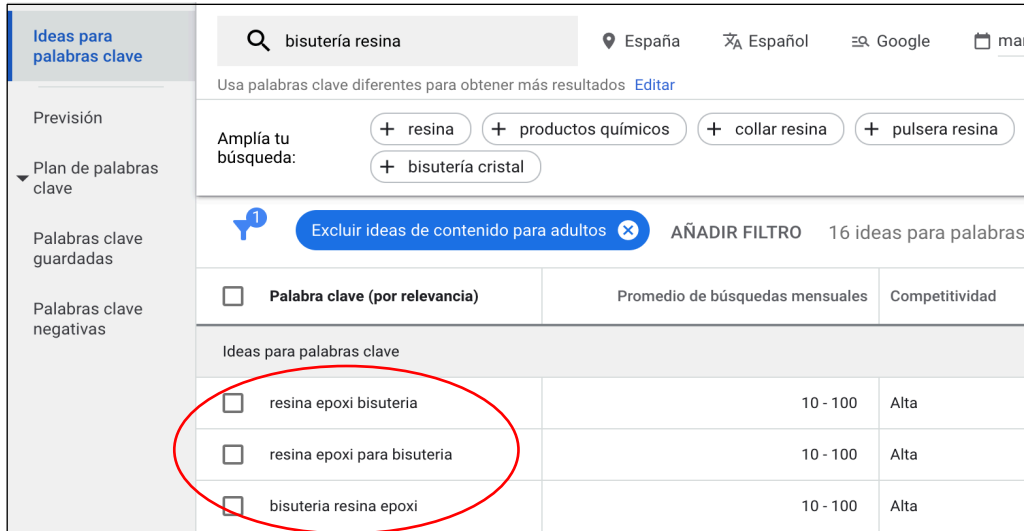 Ideas para
palabras clave
Previsión
Plan de palabras
clave
Palabras clave
guardadas
Palabras clave
negativas
bisutería resina
España
Español
Google
Usa palabras clave diferentes para obtener más resultados Editar
Amplía tu
búsqueda:
+ resina
+ productos químicos
+ collar resina
+ pulsera resina
+ bisutería cristal
1
Excluir ideas de contenido para adultos
AÑADIR FILTRO
16 ideas para palabras
Palabra clave (por relevancia) Promedio de búsquedas mensuales Competitividad
Ideas para palabras clave
resina epoxi bisuteria 10 - 100 Alta
resina epoxi para bisuteria 10 - 100 Alta
bisuteria resina epoxi 10 - 100 Alta